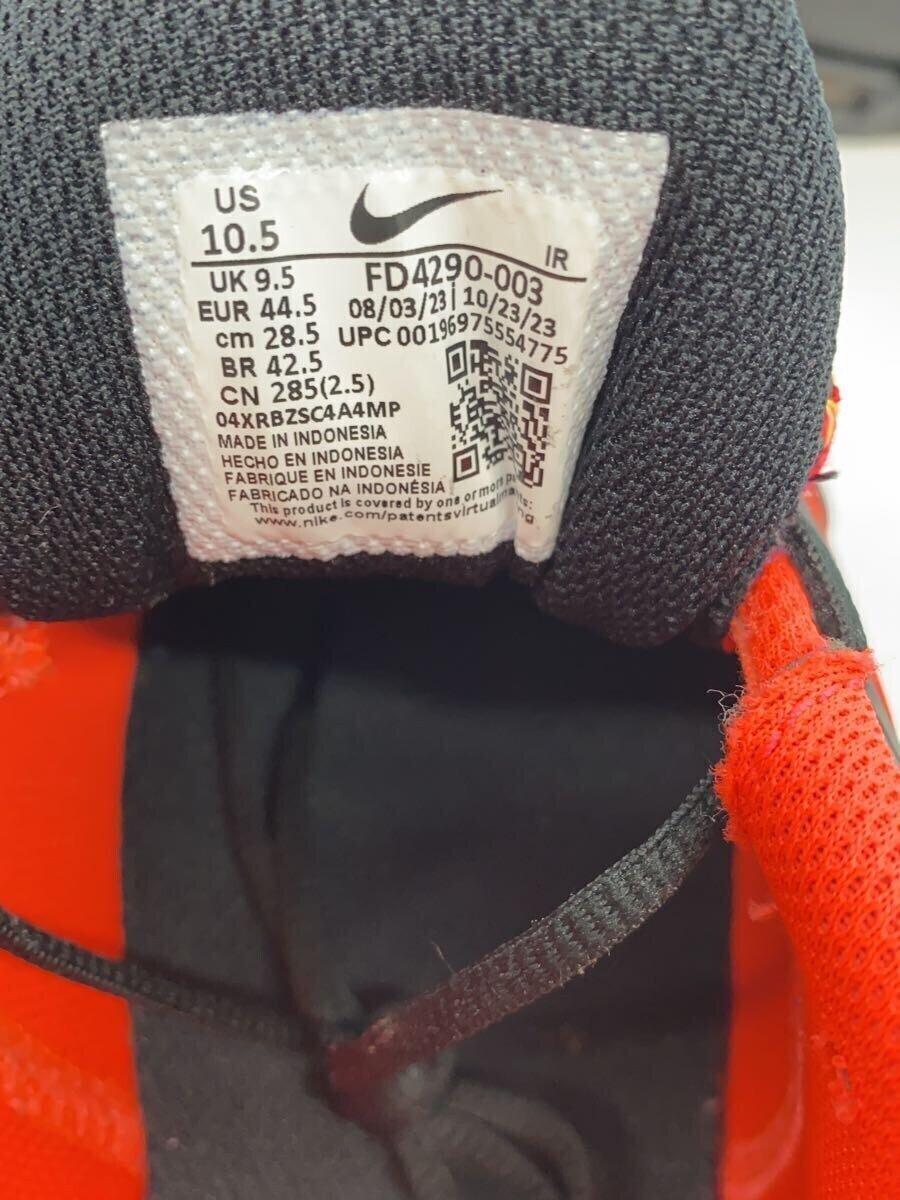 US
10.5
IR
UK 9.5
FD4290-003
EUR 44.5
08/03/23 | 10/23/23
cm 28.5
UPC 00196975554775
BR 42.5
CN 285(2.5)
04XRBZSC4A4MP
MADE IN INDONESIA
HECHO EN INDONESIA
FABRIQUE EN INDONESIE
FABRICADO NA INDONÉSIA
This product is covered by one or more
www.nike.com/patentsvirtualma